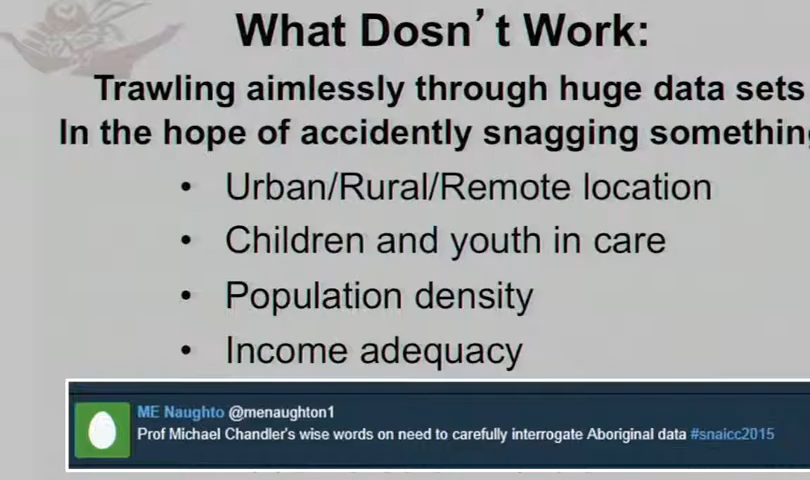 What Dosn't Work:
Trawling aimlessly through huge data sets
In the hope of accidently snagging something
• Urban/Rural/Remote location
• Children and youth in care
• Population density
• Income adequacy
ME Naughto @menaughton1
Prof Michael Chandler's wise words on need to carefully interrogate Aboriginal data #snaicc2015